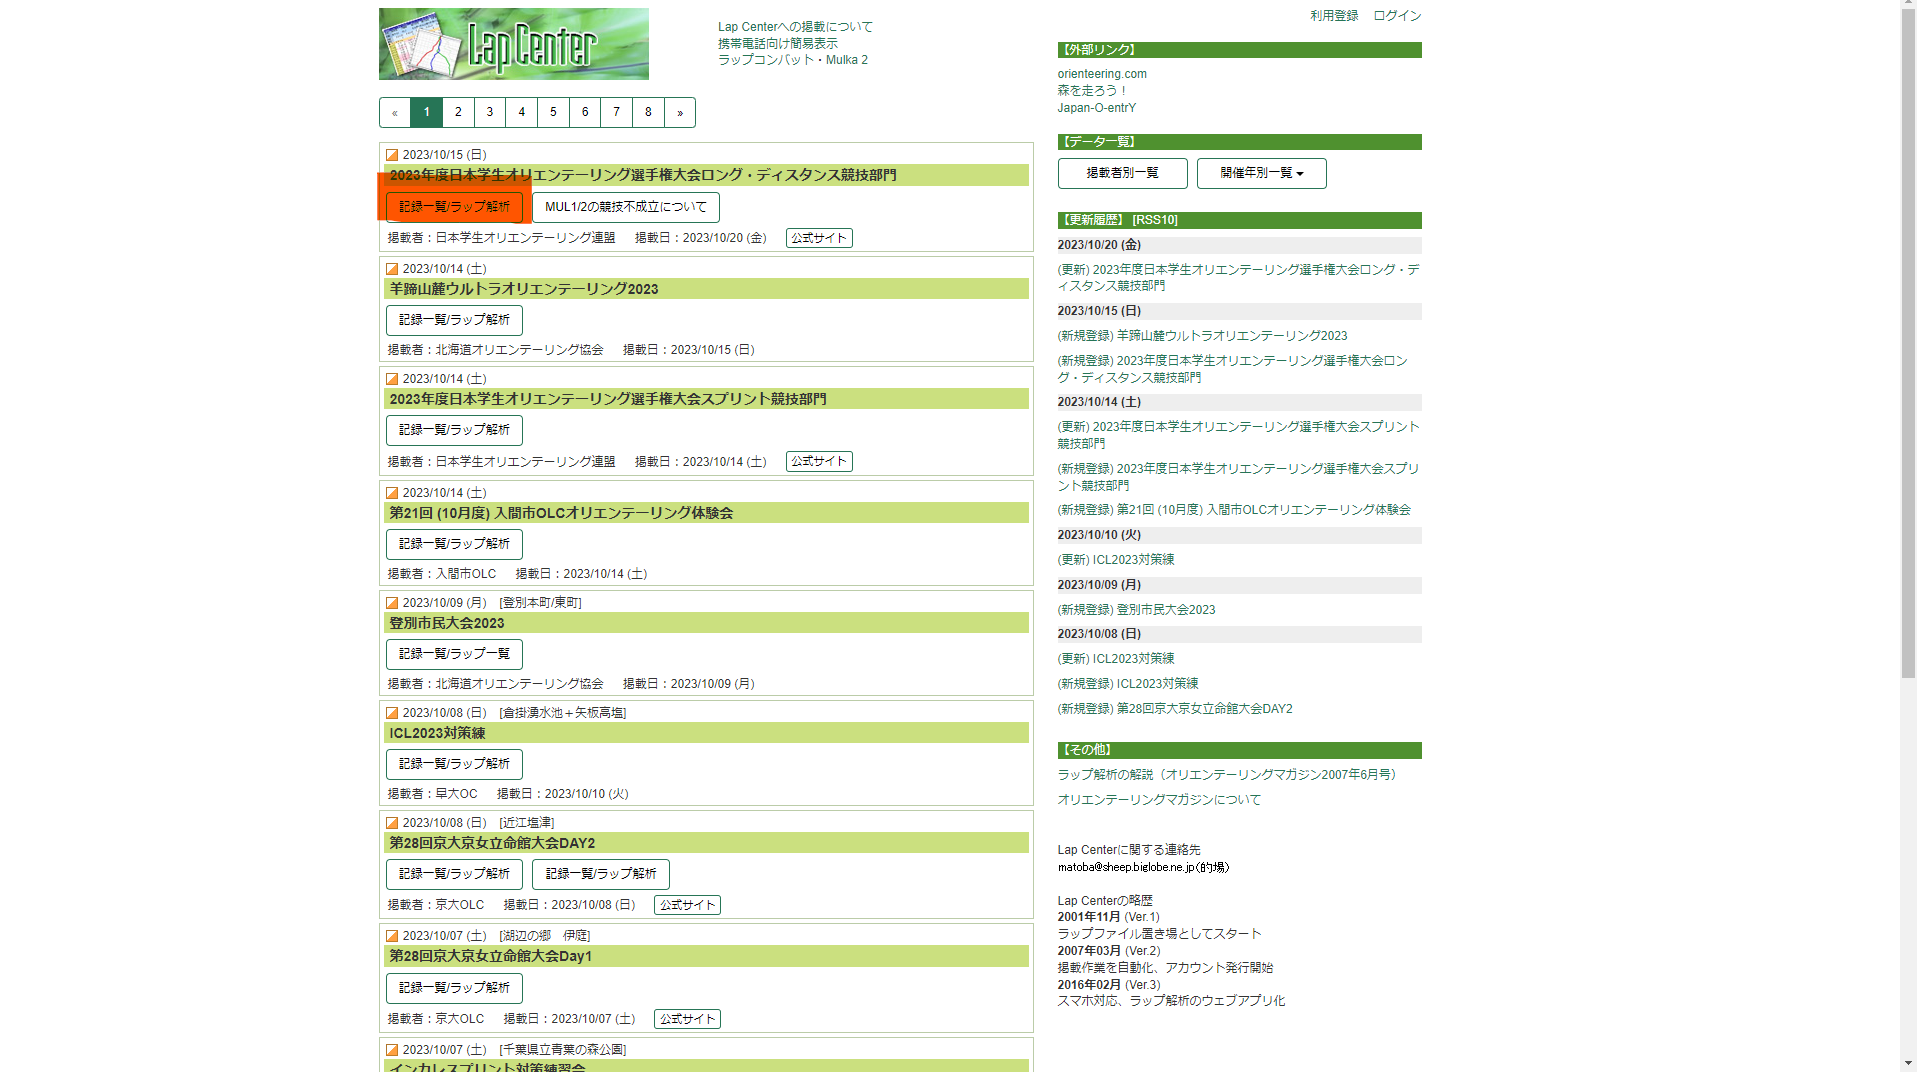 Lap Center
Lap Centerへの掲載について
携帯電話向け簡易表示
ラップコンバット・Mulka 2
利用登録 ログイン
« 1 2 3 4 5 6 7 8 »
2023/10/15 (日)
2023年度日本学生オリエンテーリング選手権大会ロング・ディスタンス競技部門
記録一覧/ラップ解析 MUL1/2の競技不成立について
掲載者：日本学生オリエンテーリング連盟 掲載日：2023/10/20 (金) 公式サイト
2023/10/14 (土)
羊蹄山麓ウルトラオリエンテーリング2023
記録一覧/ラップ解析
掲載者：北海道オリエンテーリング協会 掲載日：2023/10/15 (日)
2023/10/14 (土)
2023年度日本学生オリエンテーリング選手権大会スプリント競技部門
記録一覧/ラップ解析
掲載者：日本学生オリエンテーリング連盟 掲載日：2023/10/14 (土) 公式サイト
2023/10/14 (土)
第21回 (10月度) 入間市OLCオリエンテーリング体験会
記録一覧/ラップ解析
掲載者：入間市OLC 掲載日：2023/10/14 (土)
2023/10/09 (月) [登別本町/東町]
登別市民大会2023
記録一覧/ラップ一覧
掲載者：北海道オリエンテーリング協会 掲載日：2023/10/09 (月)
2023/10/08 (日) [倉掛湧水池＋矢板高塩]
ICL2023対策練
記録一覧/ラップ解析
掲載者：早大OC 掲載日：2023/10/10 (火)
2023/10/08 (日) [近江塩津]
第28回京大京女立命館大会DAY2
記録一覧/ラップ解析 記録一覧/ラップ解析
掲載者：京大OLC 掲載日：2023/10/08 (日) 公式サイト
2023/10/07 (土) [湖辺の郷　伊庭]
第28回京大京女立命館大会Day1
記録一覧/ラップ解析
掲載者：京大OLC 掲載日：2023/10/07 (土) 公式サイト
2023/10/07 (土) [千葉県立青葉の森公園]
インカレスプリント対策練習会
【外部リンク】
orienteering.com
森を走ろう！
Japan-O-entrY
【データ一覧】
掲載者別一覧 開催年別一覧
【更新履歴】 [RSS10]
2023/10/20 (金)
(更新) 2023年度日本学生オリエンテーリング選手権大会ロング・デ
ィスタンス競技部門
2023/10/15 (日)
(新規登録) 羊蹄山麓ウルトラオリエンテーリング2023
(新規登録) 2023年度日本学生オリエンテーリング選手権大会ロン
グ・ディスタンス競技部門
2023/10/14 (土)
(更新) 2023年度日本学生オリエンテーリング選手権大会スプリント
競技部門
(新規登録) 2023年度日本学生オリエンテーリング選手権大会スプリ
ント競技部門
(新規登録) 第21回 (10月度) 入間市OLCオリエンテーリング体験会
2023/10/10 (火)
(更新) ICL2023対策練
2023/10/09 (月)
(新規登録) 登別市民大会2023
2023/10/08 (日)
(更新) ICL2023対策練
(新規登録) ICL2023対策練
(新規登録) 第28回京大京女立命館大会DAY2
【その他】
ラップ解析の解説（オリエンテーリングマガジン2007年6月号）
オリエンテーリングマガジンについて
Lap Centerに関する連絡先
matoba@sheep.biglobe.ne.jp(的場)
Lap Centerの略歴
2001年11月 (Ver.1)
ラップファイル置き場としてスタート
2007年03月 (Ver.2)
掲載作業を自動化、アカウント発行開始
2016年02月 (Ver.3)
スマホ対応、ラップ解析のウェブアプリ化